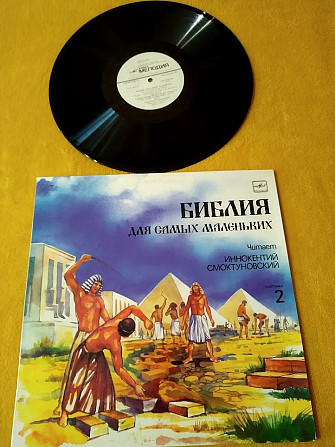 МЕЛОДИЯ
БИБЛИЯ
ДЛЯ САМЫХ МАЛЕНЬКИХ
Читает
ИННОКЕНТИЙ
СМОКТУНОВСКИЙ
2